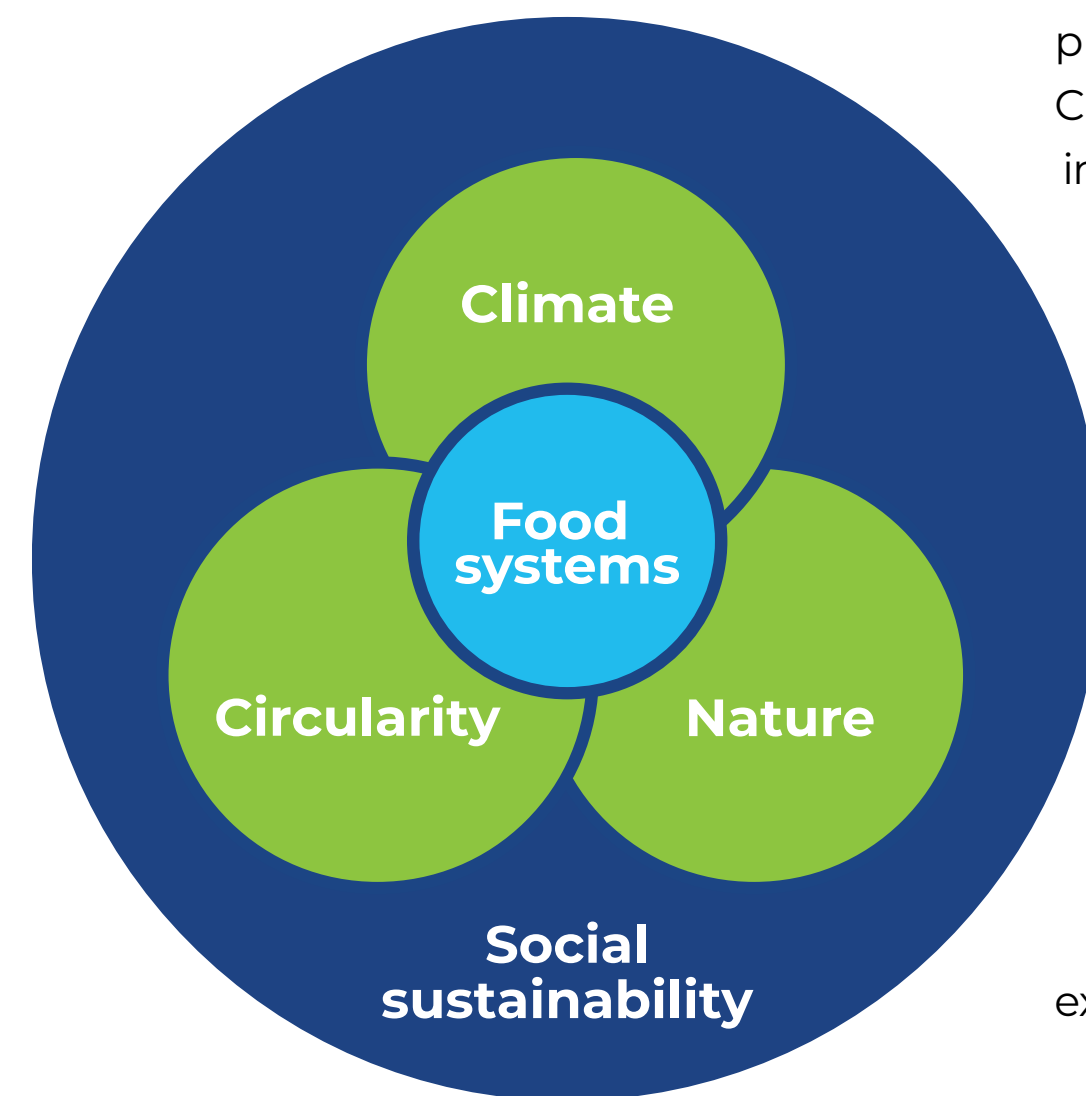 Climate
Food
systems
Circularity
Nature
Social
sustainability